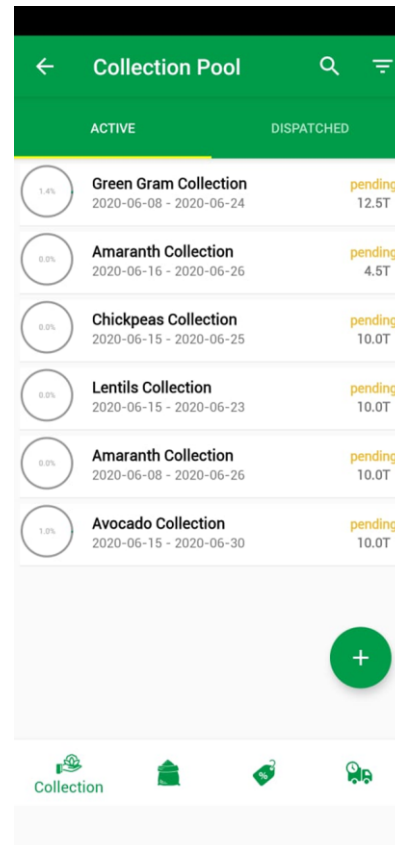 Collection Pool
ACTIVE DISPATCHED
1.4% Green Gram Collection pending
2020-06-08 - 2020-06-24 12.5T
0.0% Amaranth Collection pending
2020-06-16 - 2020-06-26 4.5T
0.0% Chickpeas Collection pending
2020-06-15 - 2020-06-25 10.0T
0.0% Lentils Collection pending
2020-06-15 - 2020-06-23 10.0T
0.0% Amaranth Collection pending
2020-06-08 - 2020-06-26 10.0T
1.0% Avocado Collection pending
2020-06-15 - 2020-06-30 10.0T
+
%
Collection